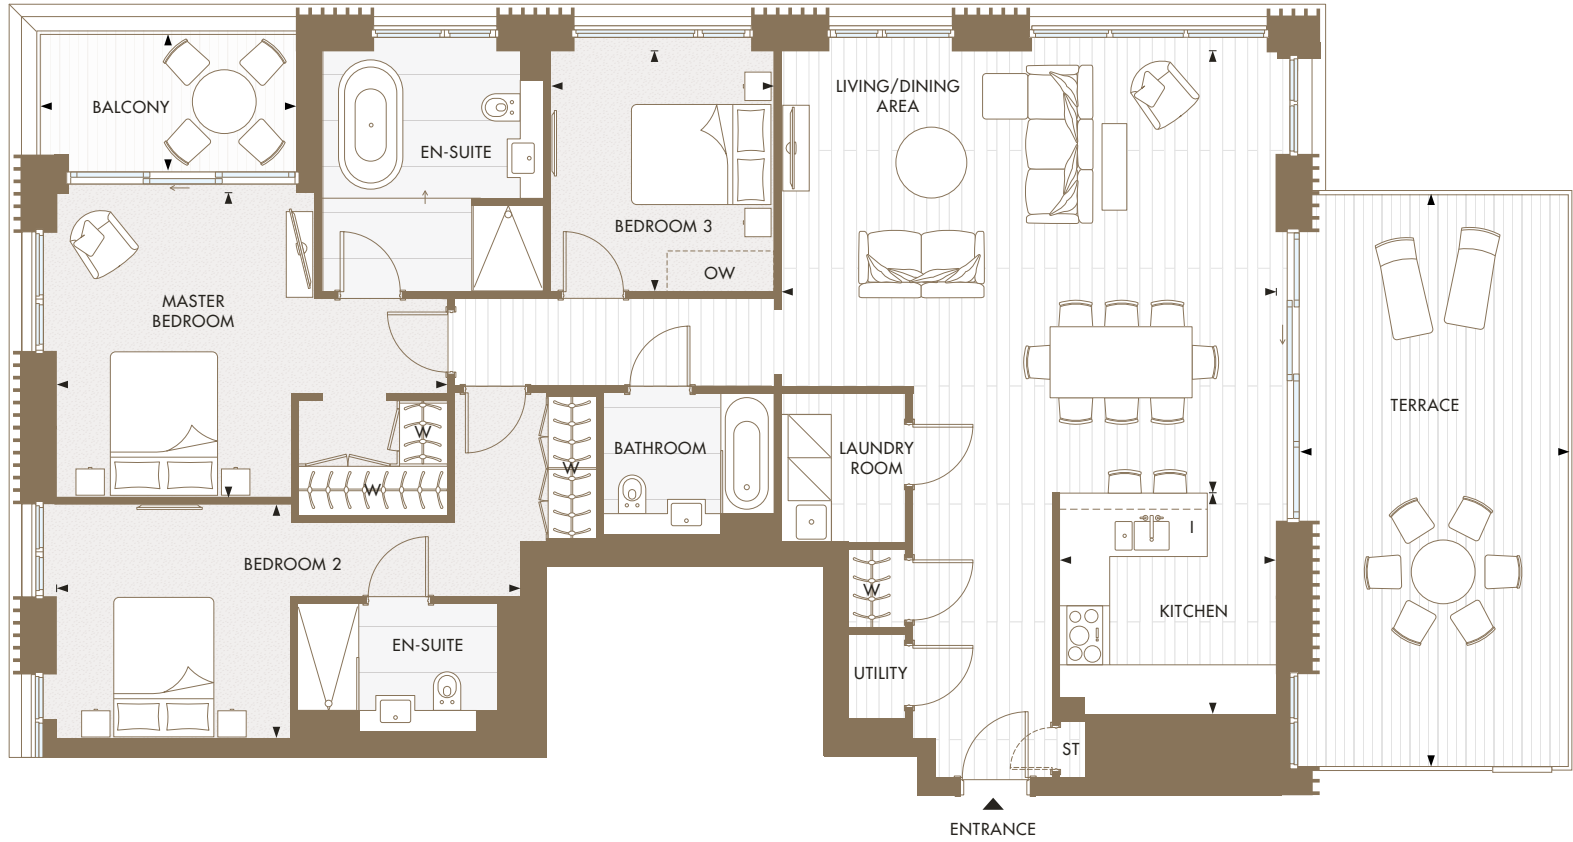 LIVING/DINING
AREA
BALCONY
EN-SUITE
BEDROOM 3
OW
MASTER
BEDROOM
TERRACE
W
BATHROOM
LAUNDRY
ROOM
W
W
I
BEDROOM 2
W
KITCHEN
EN-SUITE
UTILITY
ST
ENTRANCE